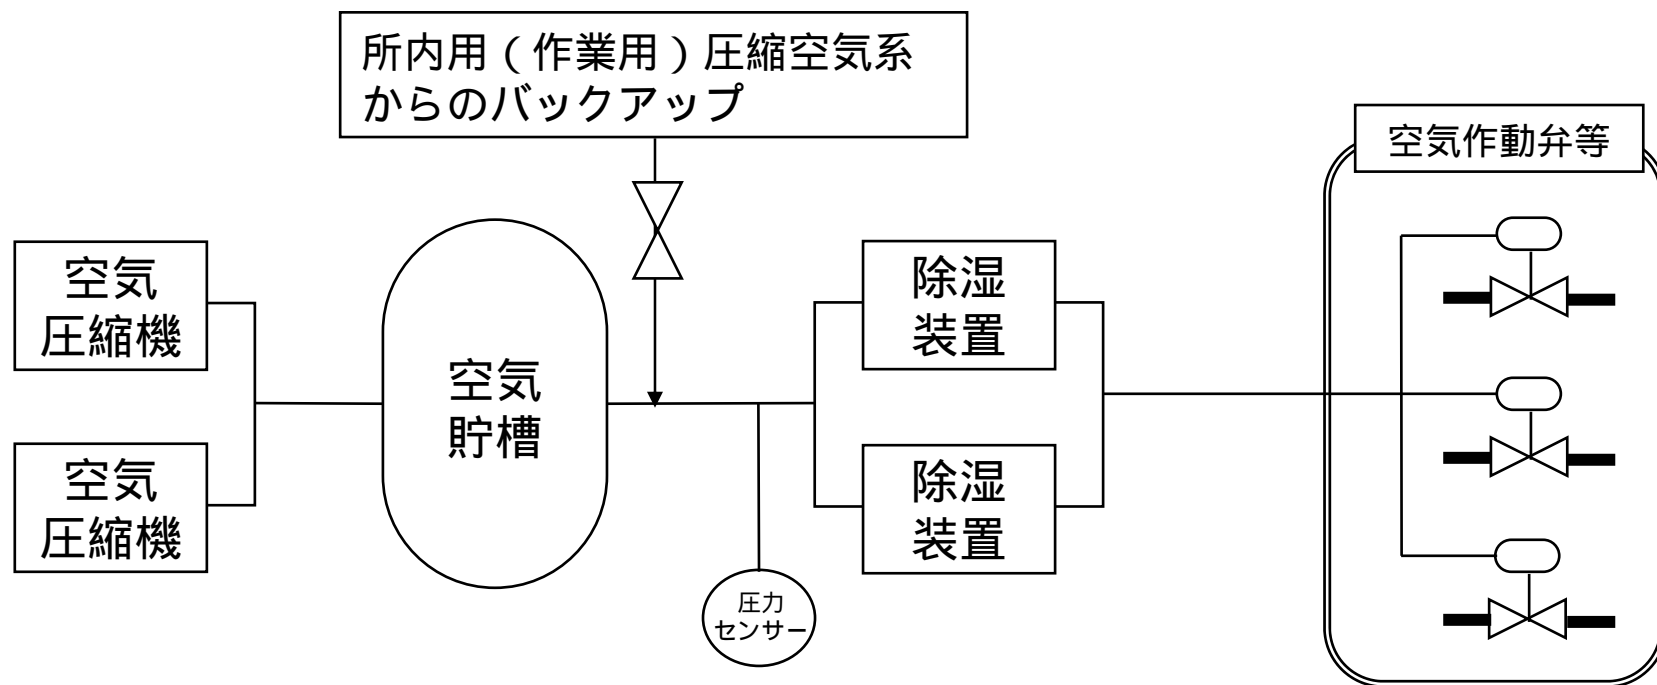 所内用(作業用)圧縮空気系
からのバックアップ
空気作動弁等
空気
圧縮機
空気
圧縮機
空気
貯槽
除湿
装置
除湿
装置
圧力
センサー